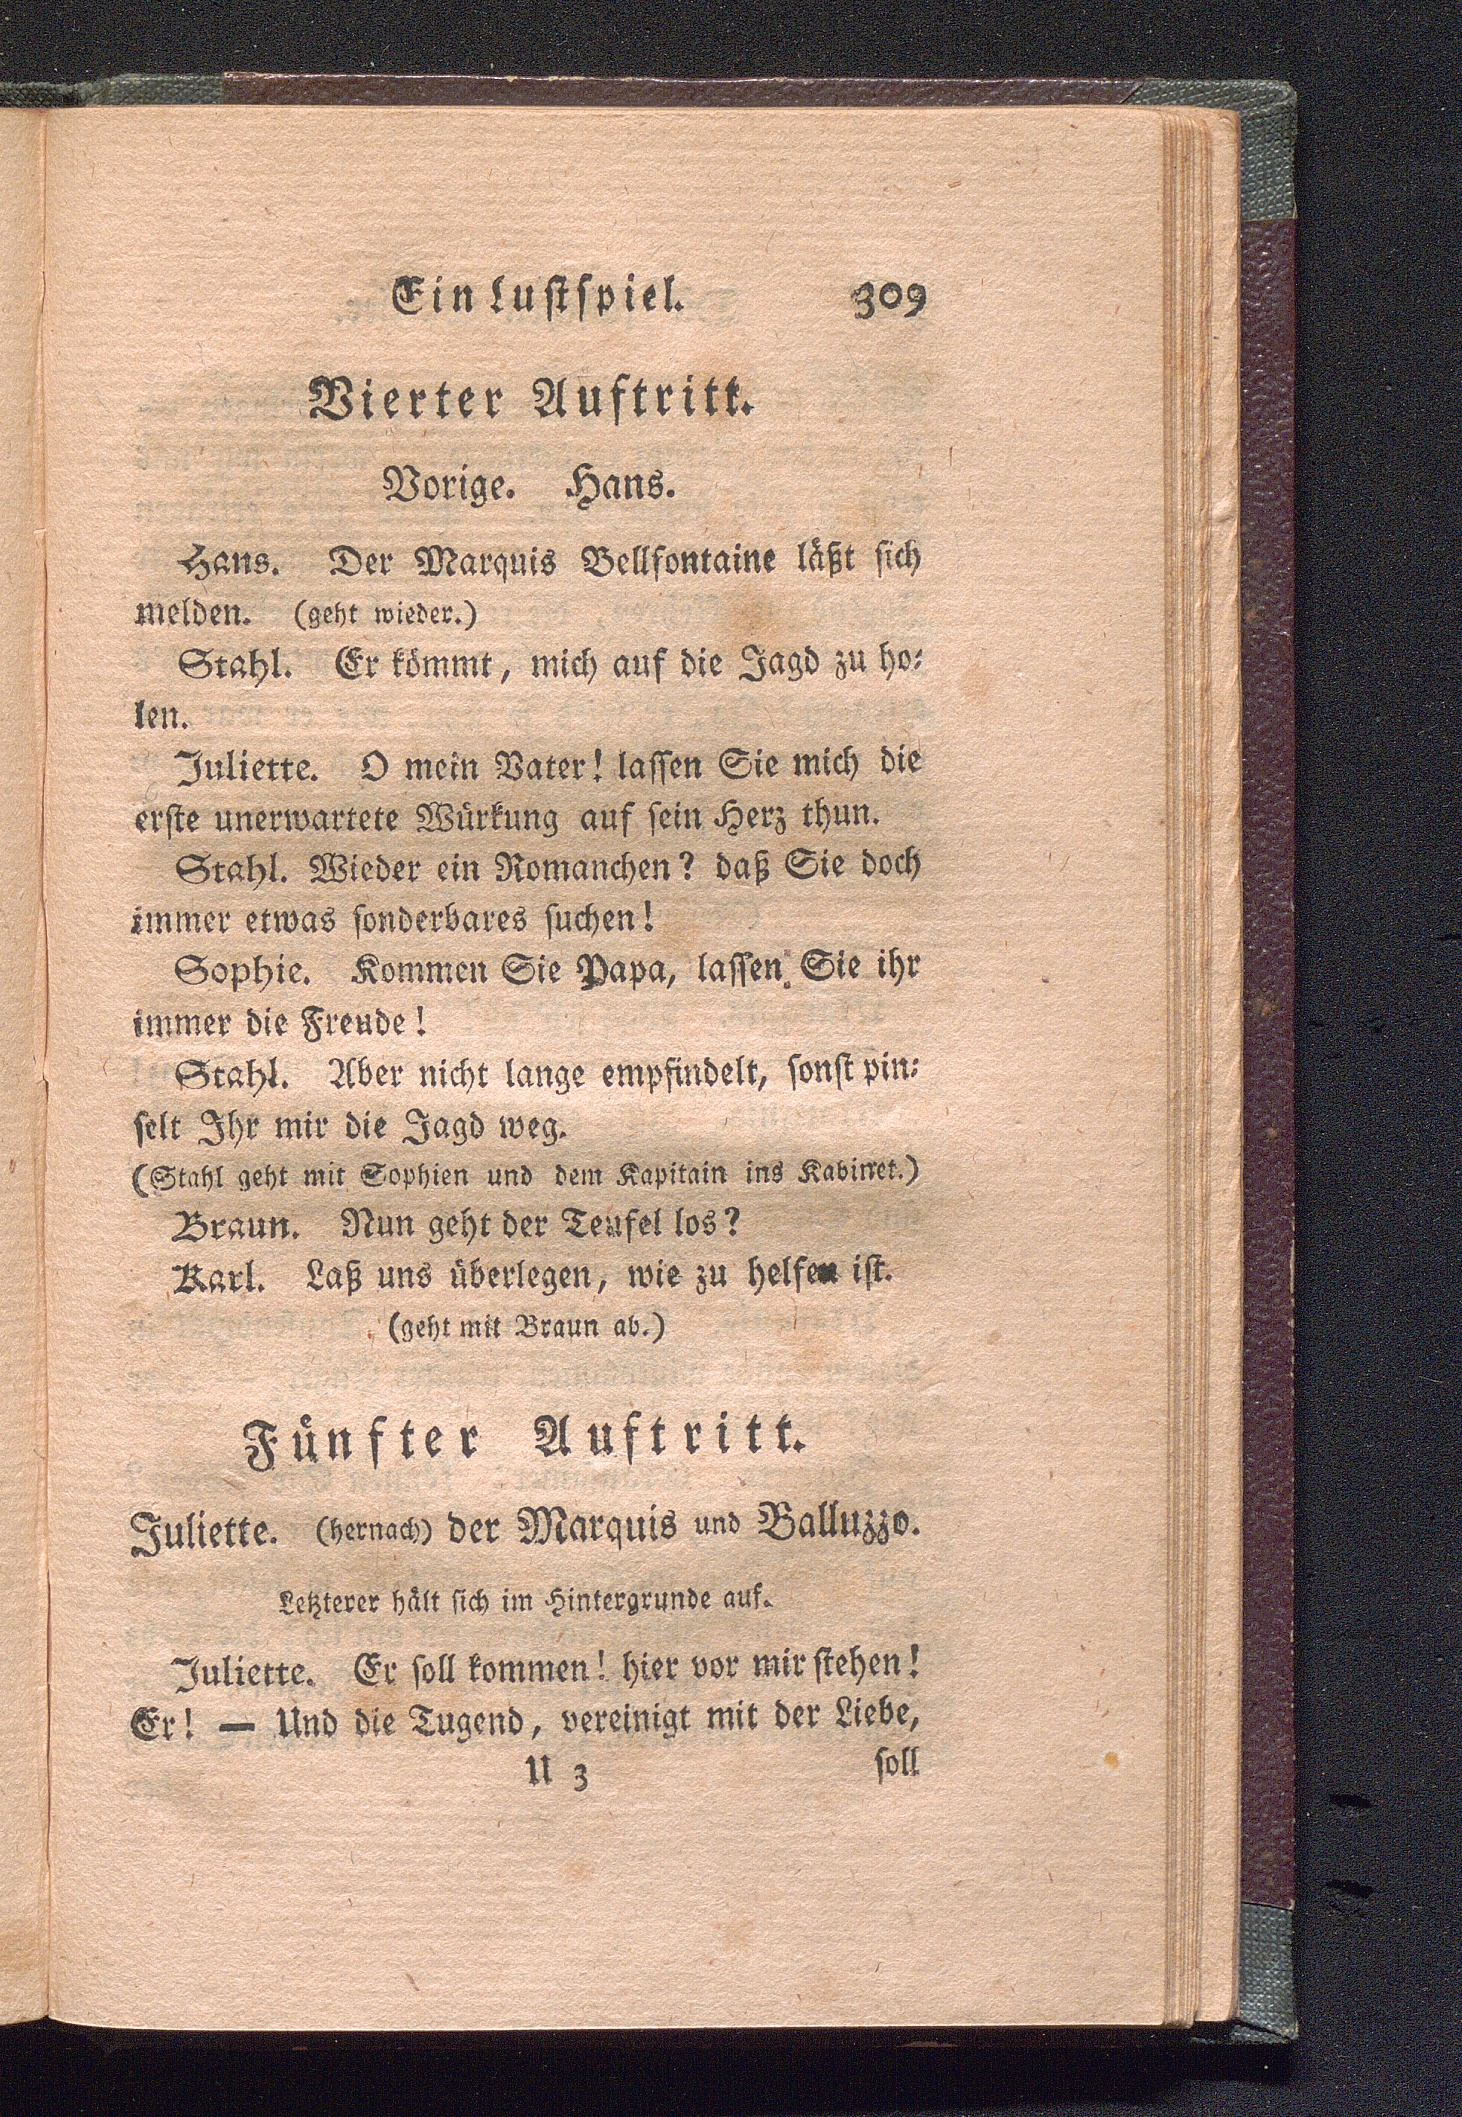 Ein Lustspiel. 309
Vierter Auftritt.
Vorige. Hans.
Hans. Der Marquis Bellfontaine läßt sich
melden. (geht wieder.)
Stahl. Er kömmt, mich auf die Jagd zu ho⸗
len.
Juliette. O mein Vater! lassen Sie mich die
erste unerwartete Würkung auf sein Herz thun.
Stahl. Wieder ein Romanchen? daß Sie doch
immer etwas sonderbares suchen!
Sophie. Kommen Sie Papa, lassen Sie ihr
immer die Freude!
Stahl. Aber nicht lange empfindelt, sonst pin⸗
selt Ihr mir die Jagd weg.
(Stahl geht mit Sophien und dem Kapitain ins Kabinet.)
Braun. Nun geht der Teufel los?
Karl. Laß uns überlegen, wie zu helfen ist.
(geht mit Braun ab.)
Fünfter Auftritt.
Juliette. (hernach) der Marquis und Balluzzo.
Letzterer hält sich im Hintergrunde auf.
Juliette. Er soll kommen! hier vor mir stehen!
Er! — Und die Tugend, vereinigt mit der Liebe,
U 3 soll